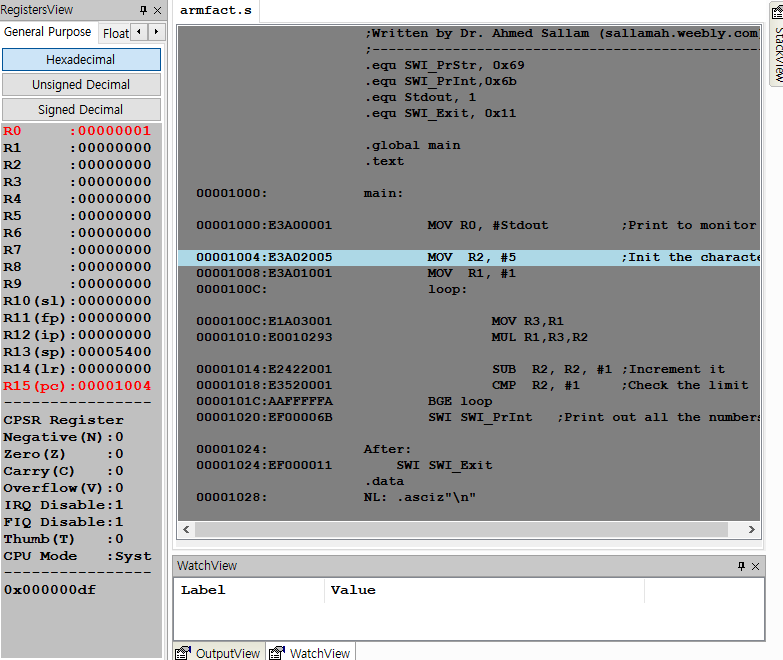 RegistersView
General Purpose Float
Hexadecimal
Unsigned Decimal
Signed Decimal
R0 :00000001
R1 :00000000
R2 :00000000
R3 :00000000
R4 :00000000
R5 :00000000
R6 :00000000
R7 :00000000
R8 :00000000
R9 :00000000
R10(sl):00000000
R11(fp):00000000
R12(ip):00000000
R13(sp):00005400
R14(lr):00000000
R15(pc):00001004
----------------
CPSR Register
Negative(N):0
Zero(Z) :0
Carry(C) :0
Overflow(V):0
IRQ Disable:1
FIQ Disable:1
Thumb(T) :0
CPU Mode :Syst
----------------
0x000000df
armfact.s
;Written by Dr. Ahmed Sallam (sallamah.weebly.com
;-------------------------------------------------
.equ SWI_PrStr, 0x69
.equ SWI_PrInt,0x6b
.equ Stdout, 1
.equ SWI_Exit, 0x11
.global main
.text
00001000: main:
00001000:E3A00001 MOV R0, #Stdout ;Print to monitor
00001004:E3A02005 MOV R2, #5 ;Init the characte
00001008:E3A01001 MOV R1, #1
0000100C: loop:
0000100C:E1A03001 MOV R3,R1
00001010:E0010293 MUL R1,R3,R2
00001014:E2422001 SUB R2, R2, #1 ;Increment it
00001018:E3520001 CMP R2, #1 ;Check the limit
0000101C:AAFFFFFA BGE loop
00001020:EF00006B SWI SWI_PrInt ;Print out all the numbers
00001024: After:
00001024:EF000011 SWI SWI_Exit
.data
00001028: NL: .asciz"\n"
WatchView
Label Value
OutputView WatchView
StackView